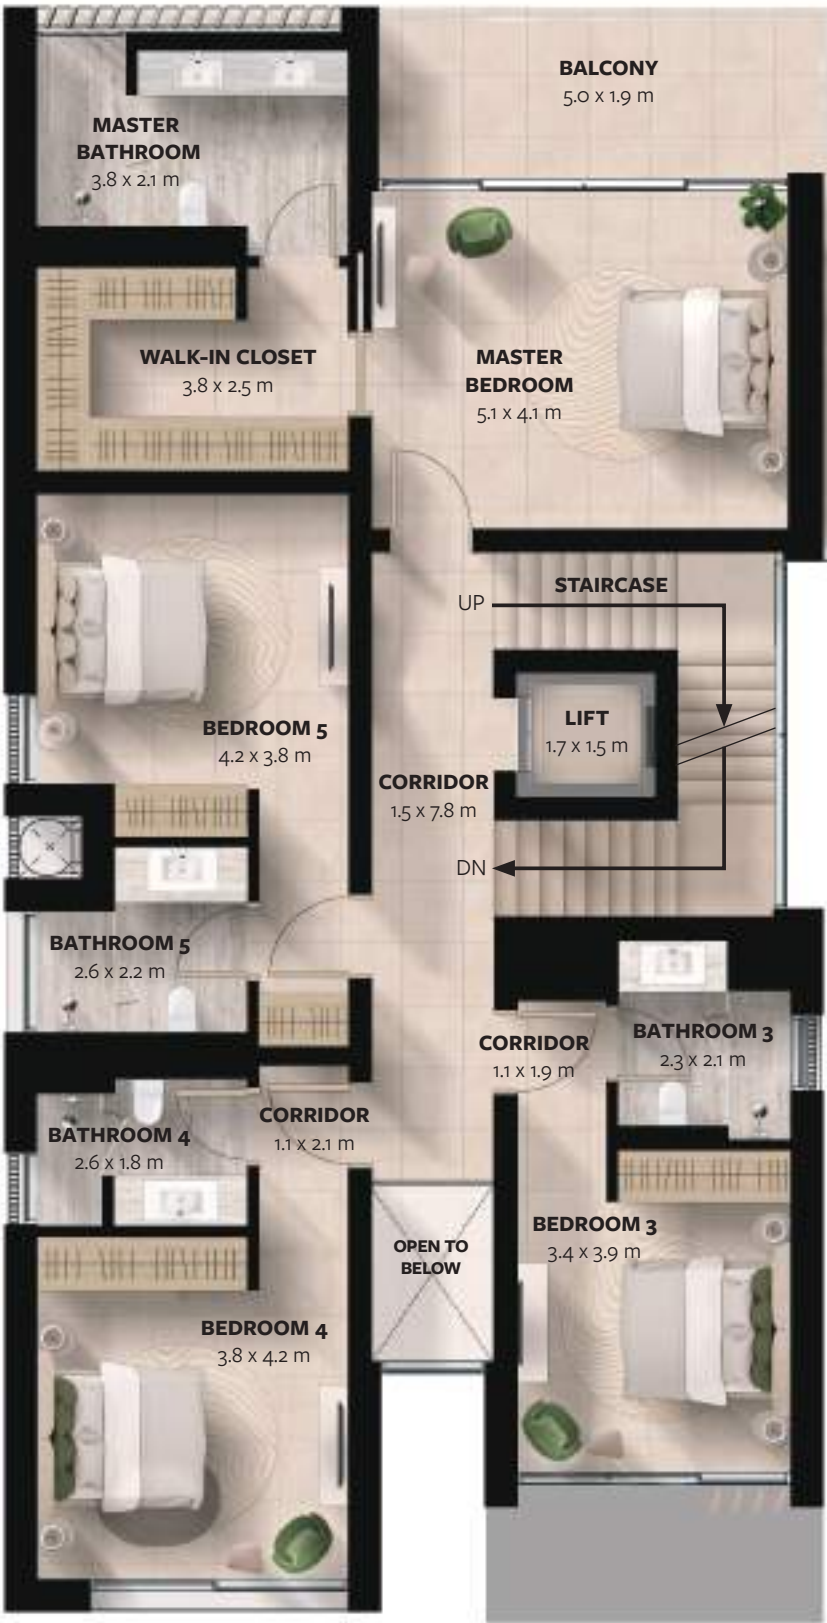 BALCONY
5.0 x 1.9 m
MASTER
BATHROOM
3.8 x 2.1 m
WALK-IN CLOSET
3.8 x 2.5 m
MASTER
BEDROOM
5.1 x 4.1 m
STAIRCASE
UP
BEDROOM 5
4.2 x 3.8 m
LIFT
1.7 x 1.5 m
CORRIDOR
1.5 x 7.8 m
DN
BATHROOM 5
2.6 x 2.2 m
CORRIDOR
1.1 x 1.9 m
BATHROOM 3
2.3 x 2.1 m
BATHROOM 4
2.6 x 1.8 m
CORRIDOR
1.1 x 2.1 m
OPEN TO
BELOW
BEDROOM 3
3.4 x 3.9 m
BEDROOM 4
3.8 x 4.2 m